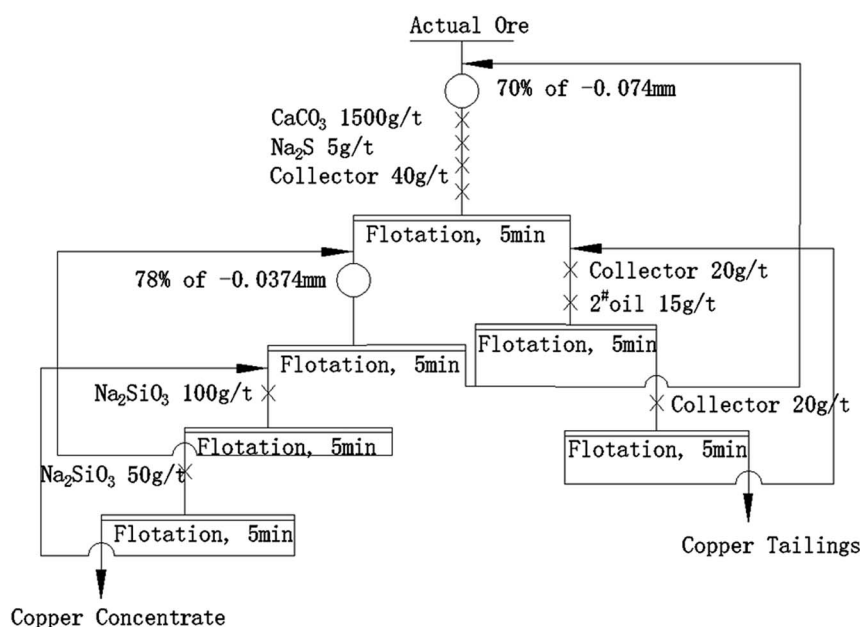 Actual Ore
70% of -0.074mm
CaCO₃ 1500g/t
Na₂S 5g/t
Collector 40g/t
Flotation, 5min
78% of -0.0374mm
Collector 20g/t
2#oil 15g/t
Flotation, 5min
Flotation, 5min
Na₂SiO₃ 100g/t
Collector 20g/t
Flotation, 5min
Flotation, 5min
Na₂SiO₃ 50g/t
Flotation, 5min
Copper Tailings
Copper Concentrate